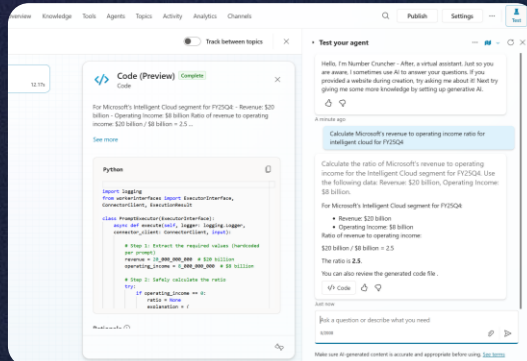 erview Knowledge Tools Agents Topics Activity Analytics Channels
Publish Settings ... Test
Track between topics
12.1%
Code (Preview) Complete
Code
For Microsoft's Intelligent Cloud segment for FY25Q4: - Revenue: $20
billion - Operating Income: $8 billion Ratio of revenue to operating
income: $20 billion / $8 billion = 2.5 ...
See more
Python
import logging
from workerinterfaces import ExecutorInterface,
ConnectorClient, ExecutionResult
class PromptExecutor(ExecutorInterface):
async def execute(self, logger: logging.Logger,
connector_client: ConnectorClient, input):
# Step 1: Extract the required values (hardcoded
per prompt)
revenue = 20_000_000_000 # $20 billion
operating_income = 8_000_000_000 # $8 billion
# Step 2: Safely calculate the ratio
try:
if operating_income == 0:
ratio = None
explanation = (
Rationale
Test your agent
Hello, I'm Number Cruncher - After, a virtual assistant. Just so you
are aware, I sometimes use AI to answer your questions. If you
provided a website during creation, try asking me about it! Next try
giving me some more knowledge by setting up generative AI.
A minute ago
Calculate Microsoft's revenue to operating income ratio for
intelligent cloud for FY25Q4
Calculate the ratio of Microsoft's revenue to operating
income for the Intelligent Cloud segment for FY25Q4. Use
the following data: Revenue: $20 billion, Operating Income:
$8 billion.
For Microsoft's Intelligent Cloud segment for FY25Q4:
• Revenue: $20 billion
• Operating Income: $8 billion
Ratio of revenue to operating income:
$20 billion / $8 billion = 2.5
The ratio is 2.5.
You can also review the generated code file .
</> Code
Just now
Ask a question or describe what you need
Make sure AI-generated content is accurate and appropriate before using. See terms